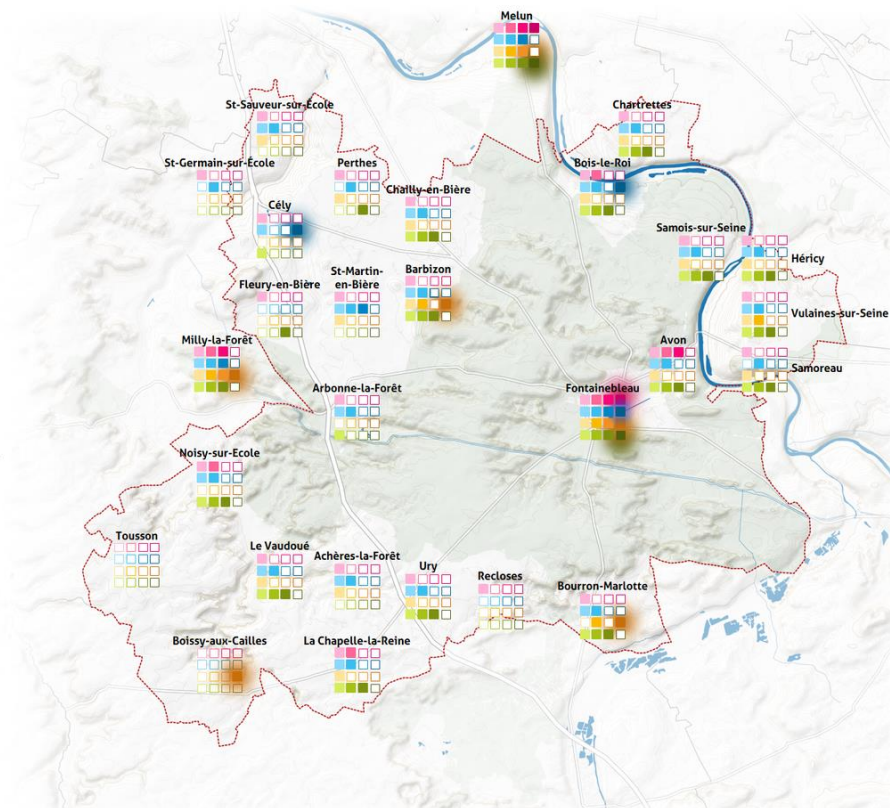 Melun
St-Sauveur-sur-École
Chartrettes
St-Germain-sur-École
Perthes
Bois-le-Roi
Chailly-en-Bière
Cély
Samois-sur-Seine
Héricy
Barbizon
St-Martin-
en-Bière
Fleury-en-Bière
Vulaines-sur-Seine
Milly-la-Forêt
Avon
Samoreau
Arbonne-la-Forêt
Fontainebleau
Noisy-sur-Ecole
Tousson
Le Vaudoué
Achères-la-Forêt
Ury
Recloses
Bourron-Marlotte
Boissy-aux-Cailles
La Chapelle-la-Reine